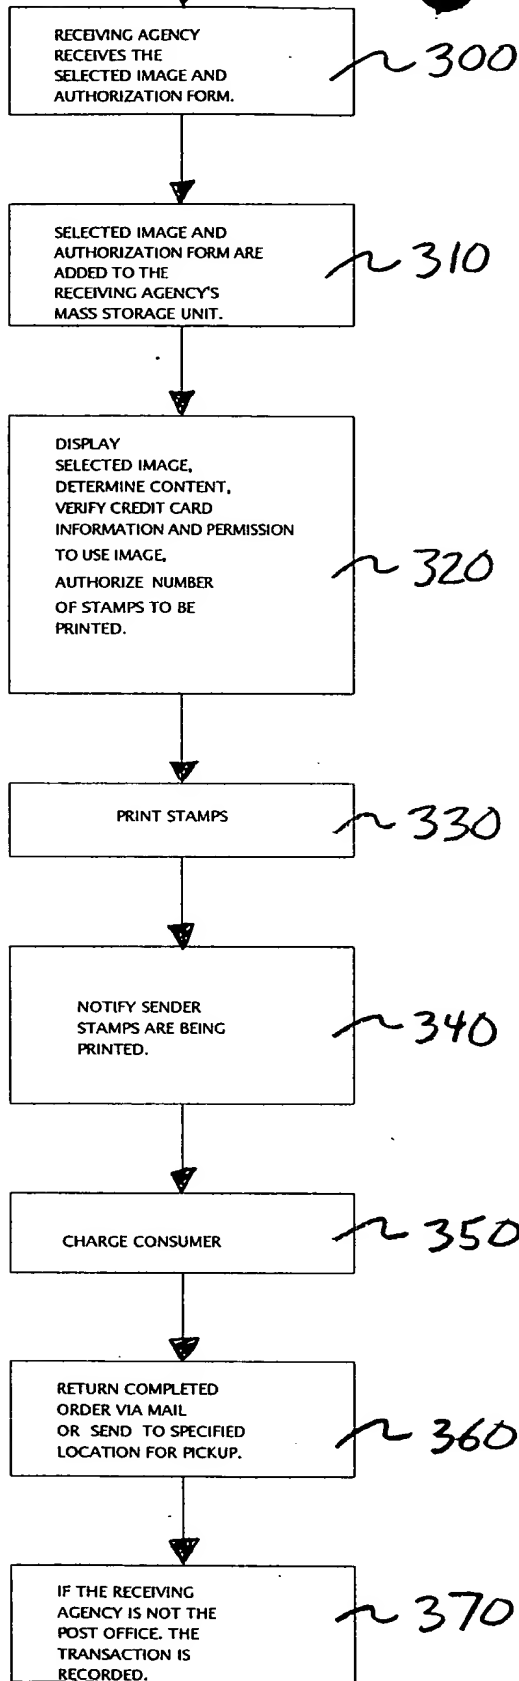 RECEIVING AGENCY
RECEIVES THE
SELECTED IMAGE AND
AUTHORIZATION FORM.
300
SELECTED IMAGE AND
AUTHORIZATION FORM ARE
ADDED TO THE
RECEIVING AGENCY'S
MASS STORAGE UNIT.
310
DISPLAY
SELECTED IMAGE,
DETERMINE CONTENT,
VERIFY CREDIT CARD
INFORMATION AND PERMISSION
TO USE IMAGE,
AUTHORIZE NUMBER
OF STAMPS TO BE
PRINTED.
320
PRINT STAMPS
330
NOTIFY SENDER
STAMPS ARE BEING
PRINTED.
340
CHARGE CONSUMER
350
RETURN COMPLETED
ORDER VIA MAIL
OR SEND TO SPECIFIED
LOCATION FOR PICKUP.
360
IF THE RECEIVING
AGENCY IS NOT THE
POST OFFICE. THE
TRANSACTION IS
RECORDED.
370